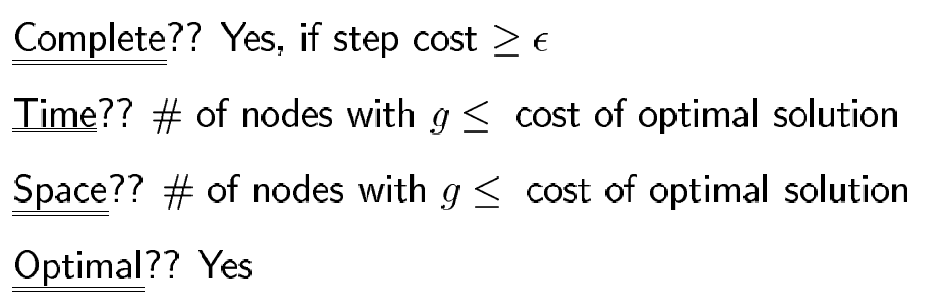 Complete?? Yes, if step cost ≥ ϵ
Time?? # of nodes with g ≤ cost of optimal solution
Space?? # of nodes with g ≤ cost of optimal solution
Optimal?? Yes